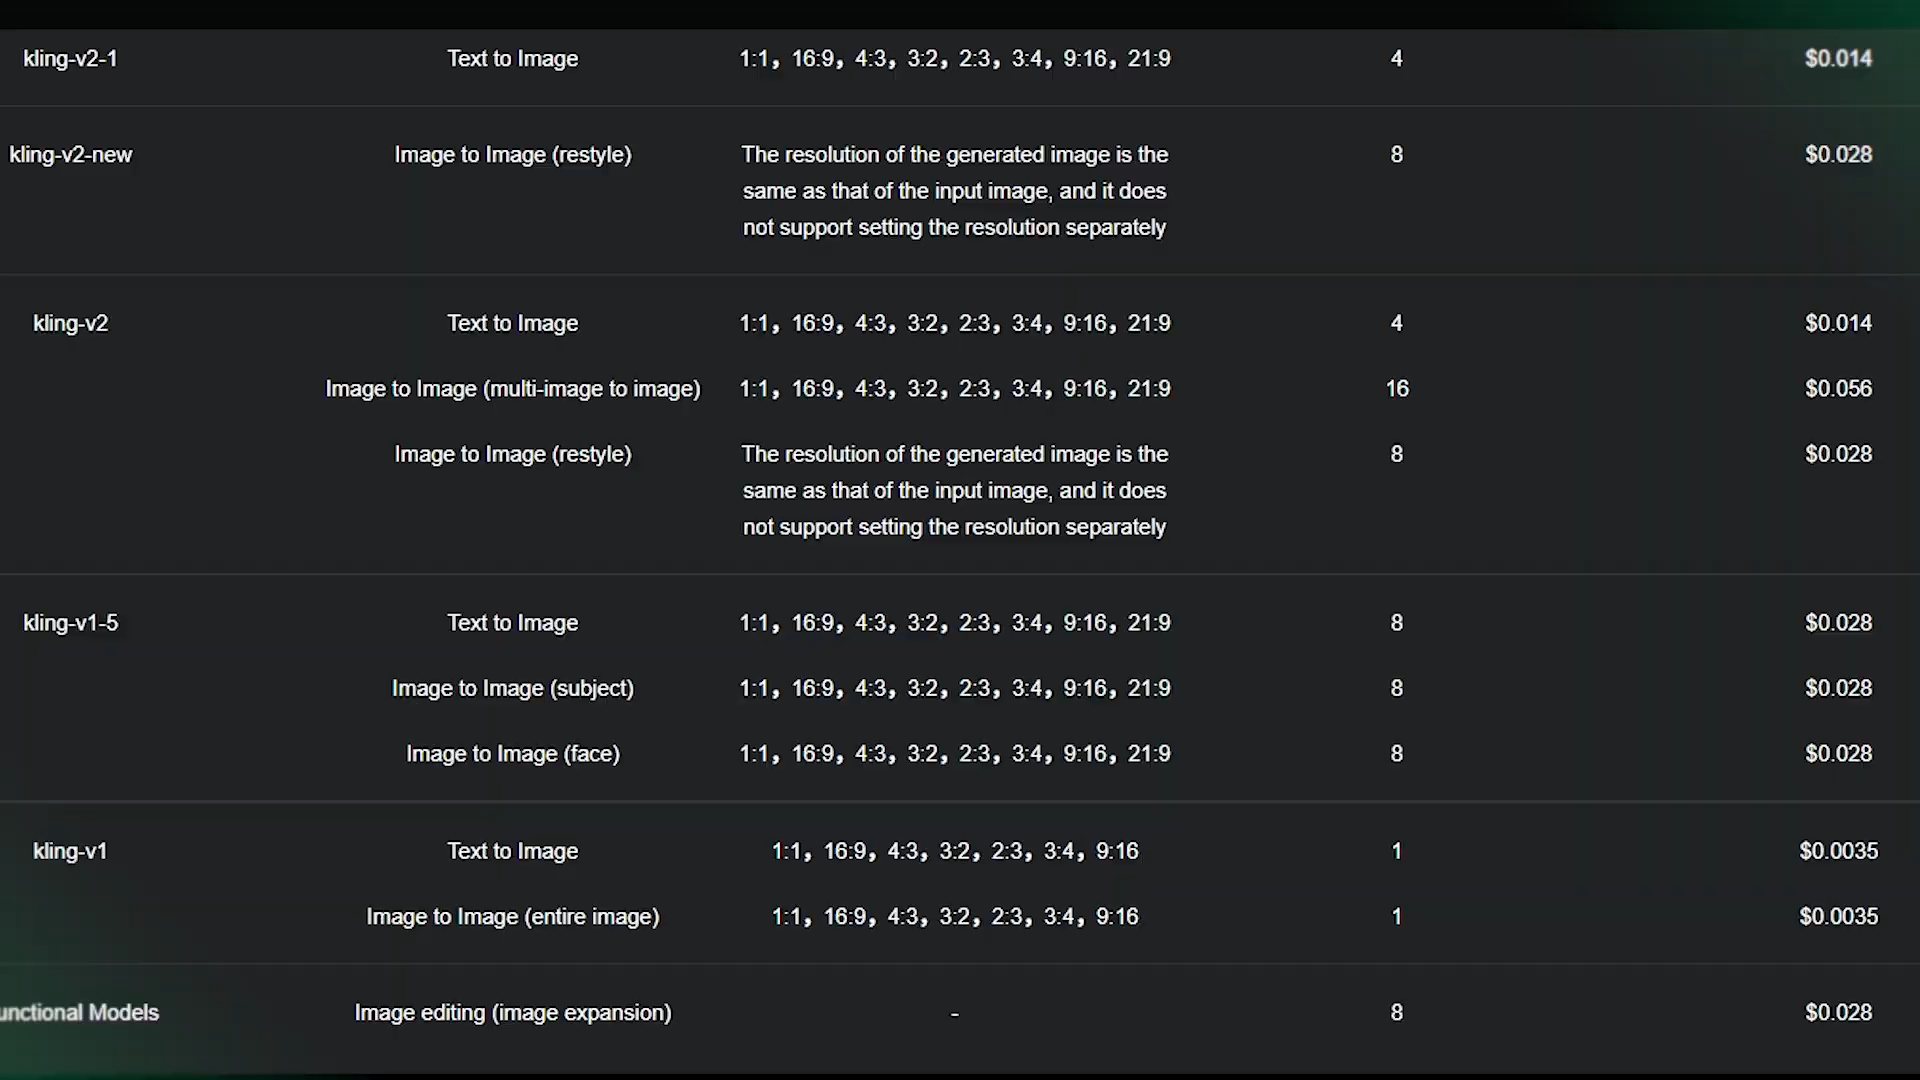 kling-v2-1 Text to Image 1:1, 16:9, 4:3, 3:2, 2:3, 3:4, 9:16, 21:9 4 $0.014
kling-v2-new Image to Image (restyle) The resolution of the generated image is the 8 $0.028
same as that of the input image, and it does
not support setting the resolution separately
kling-v2 Text to Image 1:1, 16:9, 4:3, 3:2, 2:3, 3:4, 9:16, 21:9 4 $0.014
Image to Image (multi-image to image) 1:1, 16:9, 4:3, 3:2, 2:3, 3:4, 9:16, 21:9 16 $0.056
Image to Image (restyle) The resolution of the generated image is the 8 $0.028
same as that of the input image, and it does
not support setting the resolution separately
kling-v1-5 Text to Image 1:1, 16:9, 4:3, 3:2, 2:3, 3:4, 9:16, 21:9 8 $0.028
Image to Image (subject) 1:1, 16:9, 4:3, 3:2, 2:3, 3:4, 9:16, 21:9 8 $0.028
Image to Image (face) 1:1, 16:9, 4:3, 3:2, 2:3, 3:4, 9:16, 21:9 8 $0.028
kling-v1 Text to Image 1:1, 16:9, 4:3, 3:2, 2:3, 3:4, 9:16 1 $0.0035
Image to Image (entire image) 1:1, 16:9, 4:3, 3:2, 2:3, 3:4, 9:16 1 $0.0035
unctional Models Image editing (image expansion) - 8 $0.028